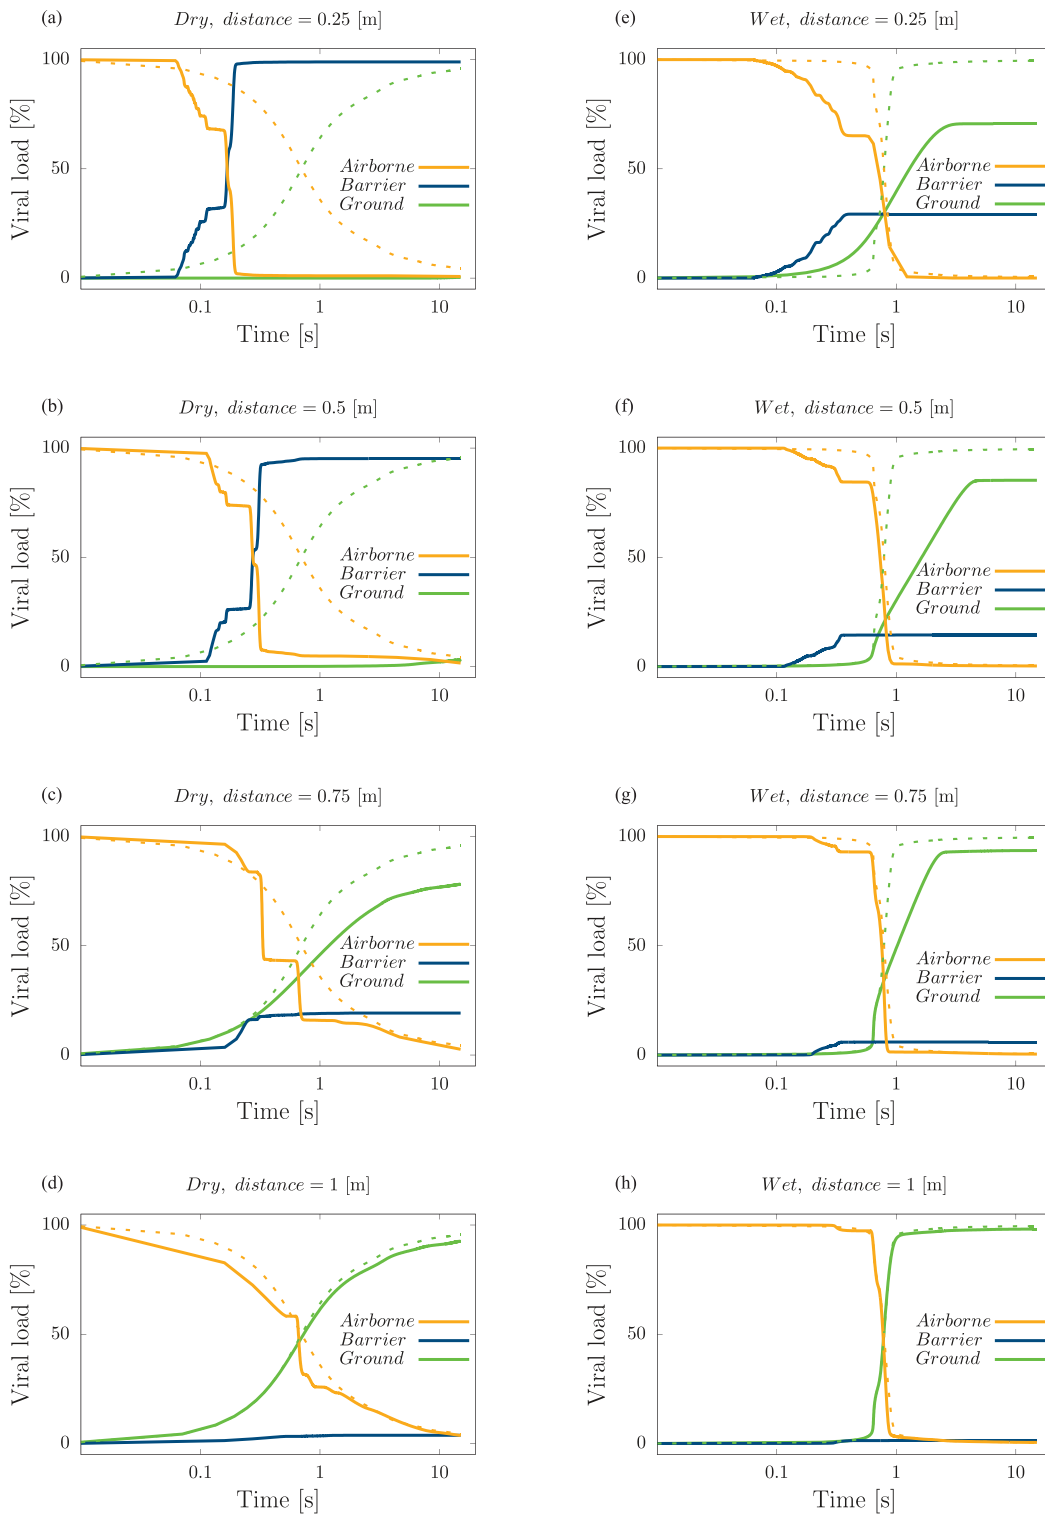 (a) Dry, distance = 0.25 [m]
Viral load [%]
100
50
0
Airborne
Barrier
Ground
0.1 1 10
Time [s]
(e) Wet, distance = 0.25 [m]
Viral load [%]
100
50
0
Airborne
Barrier
Ground
0.1 1 10
Time [s]
(b) Dry, distance = 0.5 [m]
Viral load [%]
100
50
0
Airborne
Barrier
Ground
0.1 1 10
Time [s]
(f) Wet, distance = 0.5 [m]
Viral load [%]
100
50
0
Airborne
Barrier
Ground
0.1 1 10
Time [s]
(c) Dry, distance = 0.75 [m]
Viral load [%]
100
50
0
Airborne
Barrier
Ground
0.1 1 10
Time [s]
(g) Wet, distance = 0.75 [m]
Viral load [%]
100
50
0
Airborne
Barrier
Ground
0.1 1 10
Time [s]
(d) Dry, distance = 1 [m]
Viral load [%]
100
50
0
Airborne
Barrier
Ground
0.1 1 10
Time [s]
(h) Wet, distance = 1 [m]
Viral load [%]
100
50
0
Airborne
Barrier
Ground
0.1 1 10
Time [s]